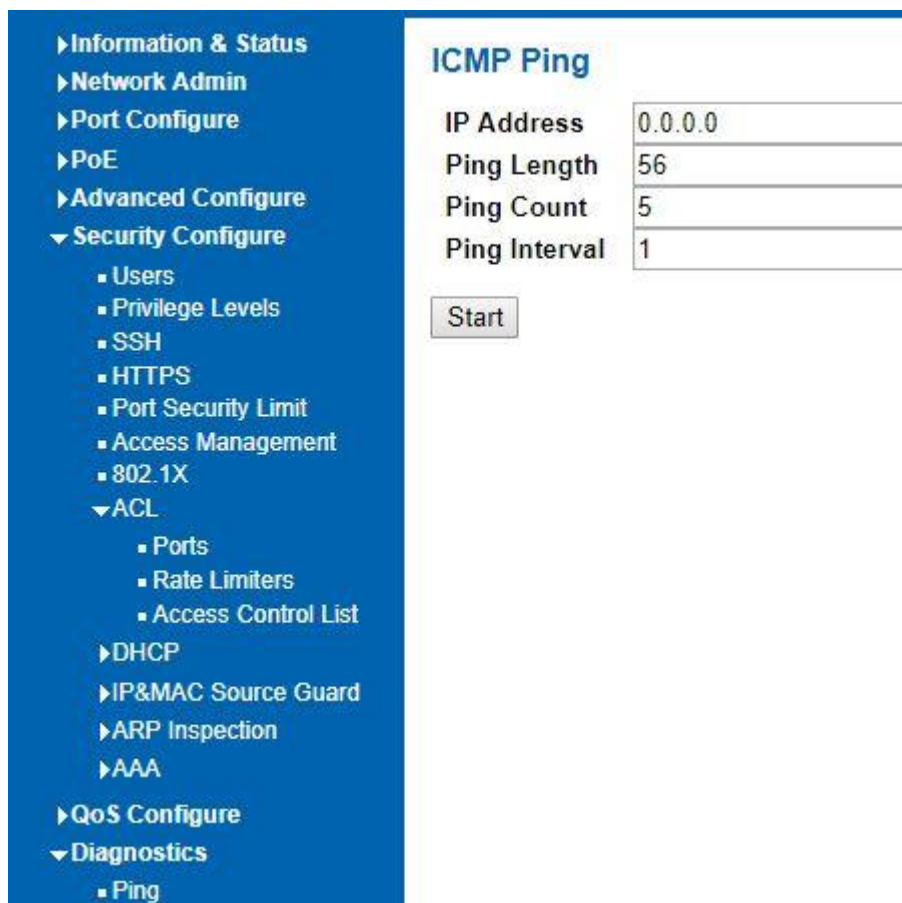 Information & Status
Network Admin
Port Configure
PoE
Advanced Configure
Security Configure
Users
Privilege Levels
SSH
HTTPS
Port Security Limit
Access Management
802.1X
ACL
Ports
Rate Limiters
Access Control List
DHCP
IP&MAC Source Guard
ARP Inspection
AAA
QoS Configure
Diagnostics
Ping
ICMP Ping
IP Address 0.0.0.0
Ping Length 56
Ping Count 5
Ping Interval 1
Start